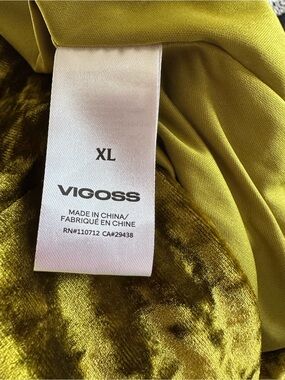 XL
VIGOSS
MADE IN CHINA/
FABRIQUÉ EN CHINE
RN#110712 CA#29438